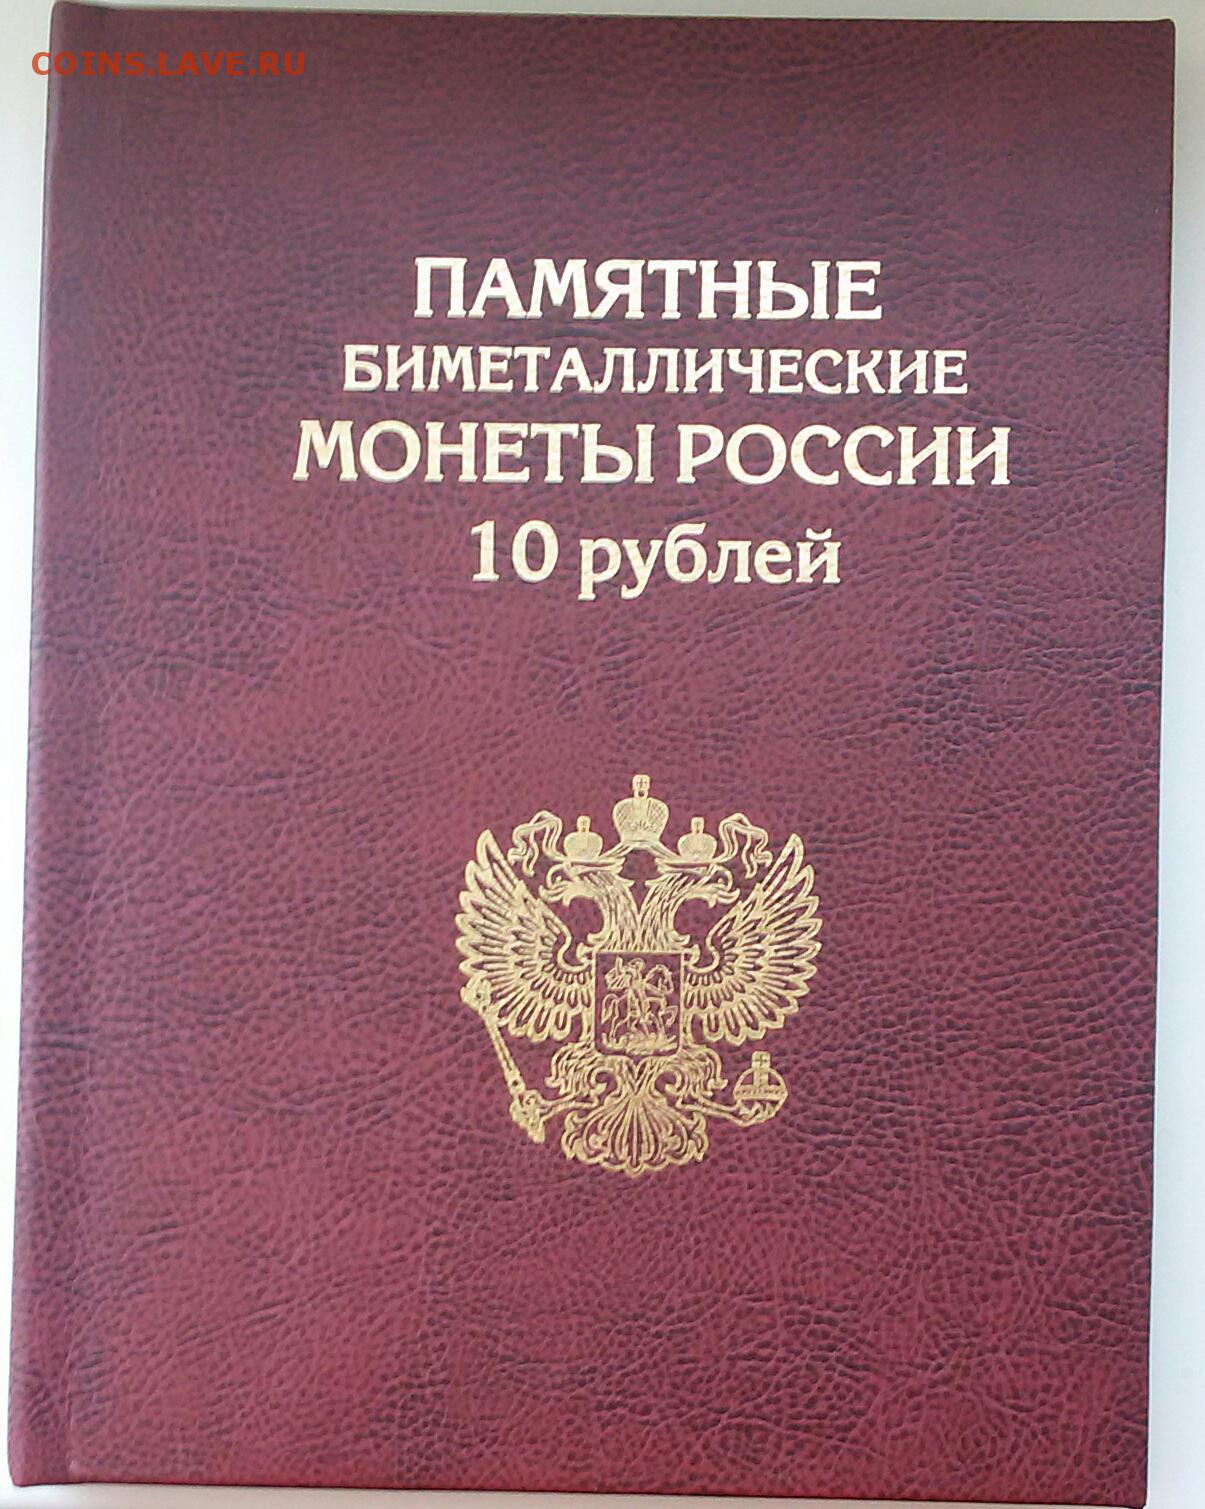 COINS.LAVE.RU
ПАМЯТНЫЕ
БИМЕТАЛЛИЧЕСКИЕ
МОНЕТЫ РОССИИ
10 рублей